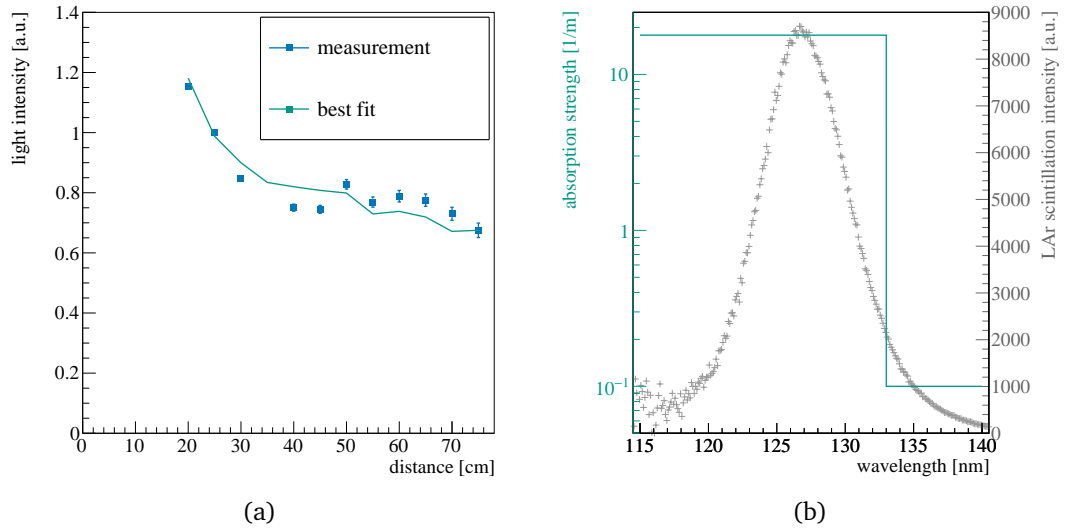 light intensity [a.u.]
1.4
1.2
1
0.8
0.6
0.4
0.2
0
measurement
best fit
0 10 20 30 40 50 60 70
distance [cm]
(a)
absorption strength [1/m]
10
1
10⁻¹
LAr scintillation intensity [a.u.]
9000
8000
7000
6000
5000
4000
3000
2000
1000
0
115 120 125 130 135 140
wavelength [nm]
(b)